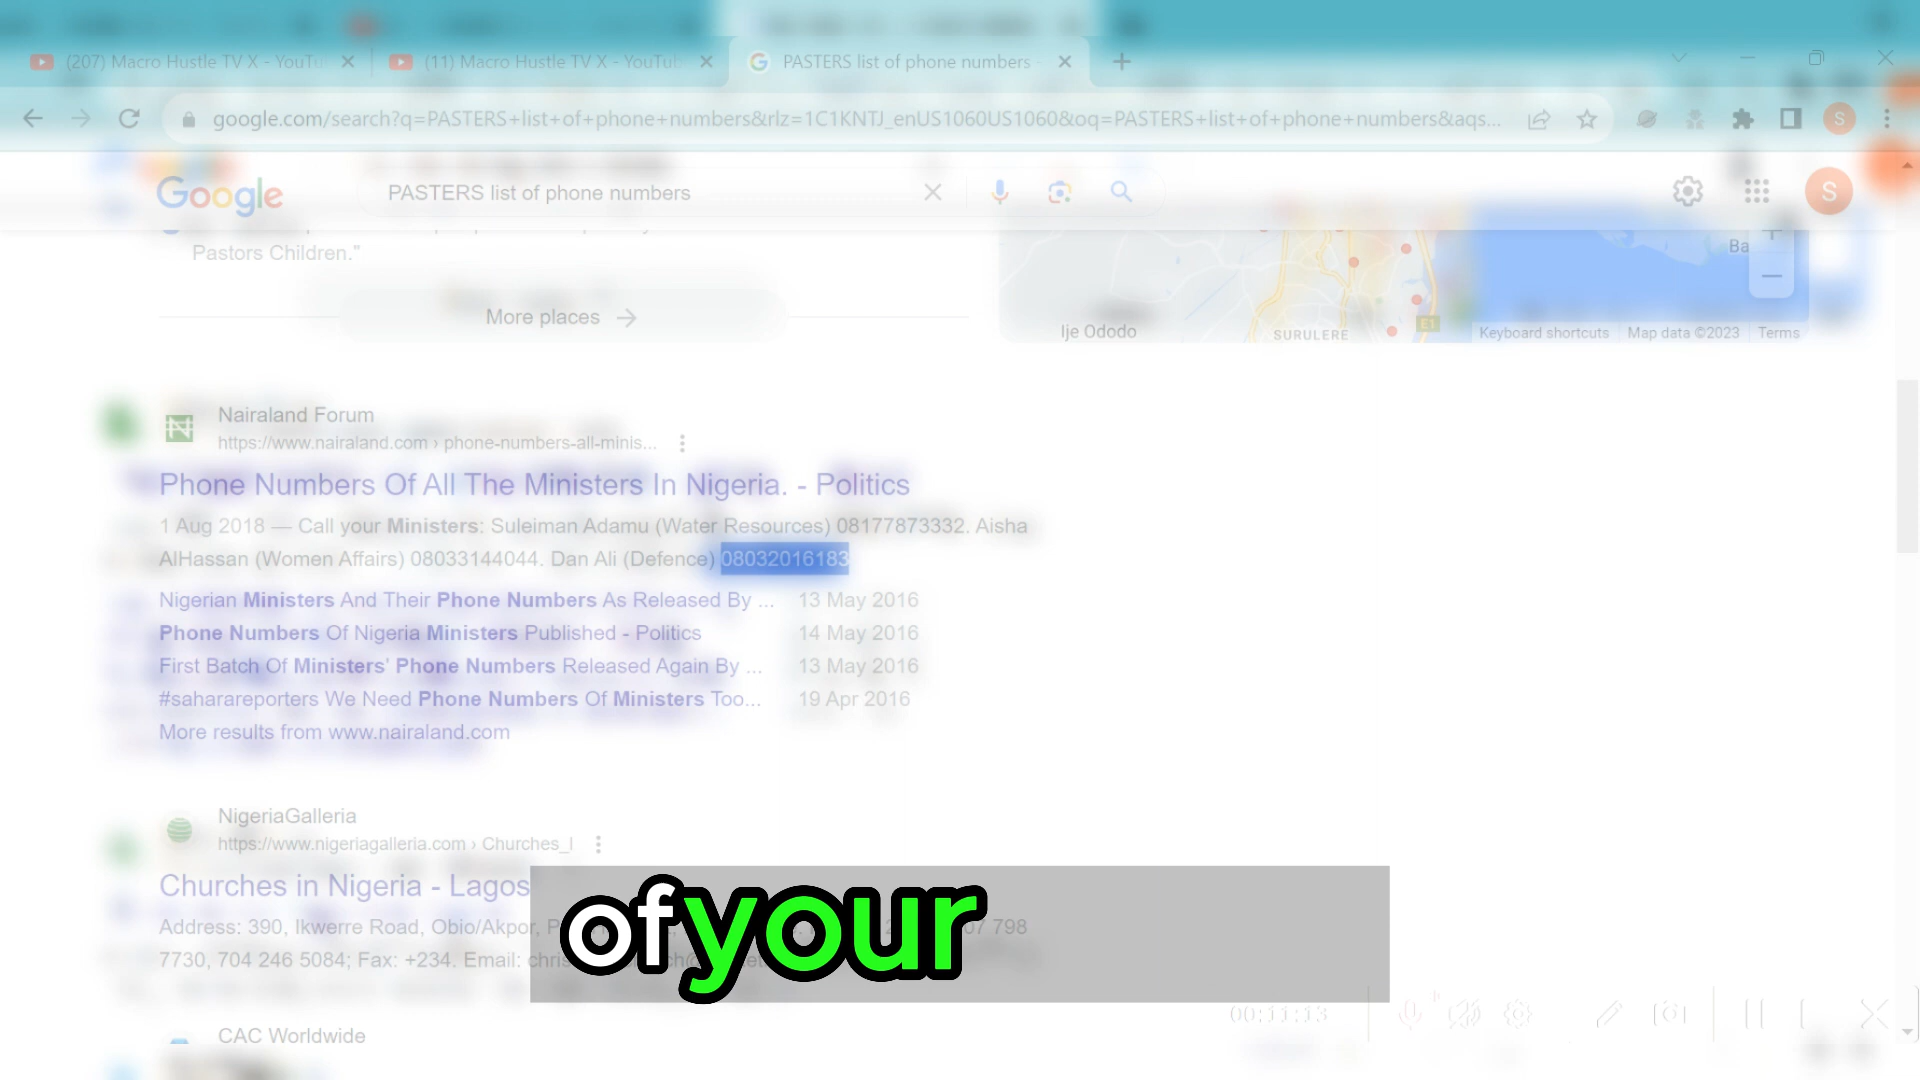 (207) Macro Hustle TV X - YouTu
(11) Macro Hustle TV X - YouTub
PASTERS list of phone numbers -
google.com/search?q=PASTERS+list+of+phone+numbers&rlz=1C1KNTJ_enUS1060US1060&oq=PASTERS+list+of+phone+numbers&aqs...
S
Google
PASTERS list of phone numbers
S
Pastors Children."
More places
Ba
Ije Ododo
SURULERE
E1
Keyboard shortcuts
Map data ©2023
Terms
Nairaland Forum
https://www.nairaland.com › phone-numbers-all-minis...
Phone Numbers Of All The Ministers In Nigeria. - Politics
1 Aug 2018 — Call your Ministers: Suleiman Adamu (Water Resources) 08177873332. Aisha
AlHassan (Women Affairs) 08033144044. Dan Ali (Defence) 08032016183
Nigerian Ministers And Their Phone Numbers As Released By ... 13 May 2016
Phone Numbers Of Nigeria Ministers Published - Politics 14 May 2016
First Batch Of Ministers' Phone Numbers Released Again By ... 13 May 2016
#saharareporters We Need Phone Numbers Of Ministers Too... 19 Apr 2016
More results from www.nairaland.com
NigeriaGalleria
https://www.nigeriagalleria.com › Churches_l
Churches in Nigeria - Lagos
Address: 390, Ikwerre Road, Obio/Akpor, 798
7730, 704 246 5084; Fax: +234. Email:
of your
CAC Worldwide
00:11:13